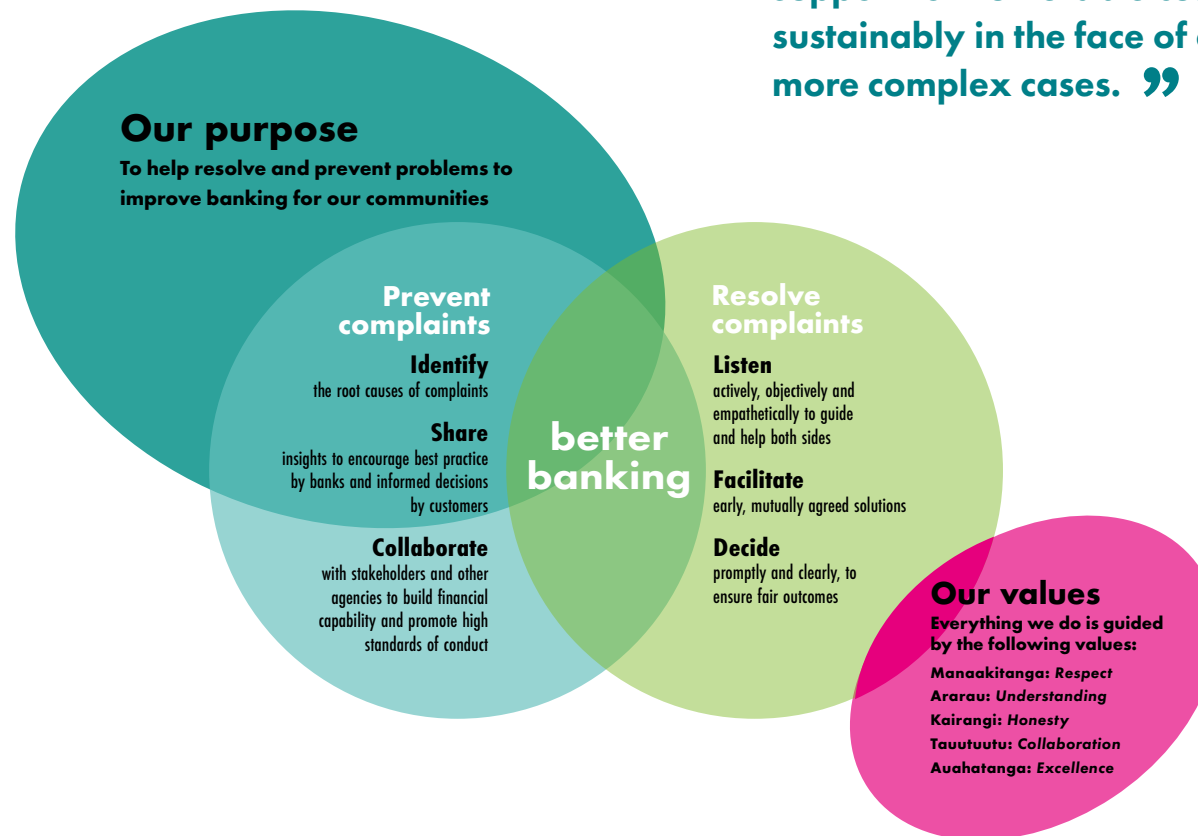 sustainably in the face of
more complex cases. ”
Our purpose
To help resolve and prevent problems to
improve banking for our communities
Prevent
complaints
Identify
the root causes of complaints
Share
insights to encourage best practice
by banks and informed decisions
by customers
Collaborate
with stakeholders and other
agencies to build financial
capability and promote high
standards of conduct
better
banking
Resolve
complaints
Listen
actively, objectively and
empathetically to guide
and help both sides
Facilitate
early, mutually agreed solutions
Decide
promptly and clearly, to
ensure fair outcomes
Our values
Everything we do is guided
by the following values:
Manaakitanga: Respect
Ararau: Understanding
Kairangi: Honesty
Tauutuutu: Collaboration
Auahatanga: Excellence